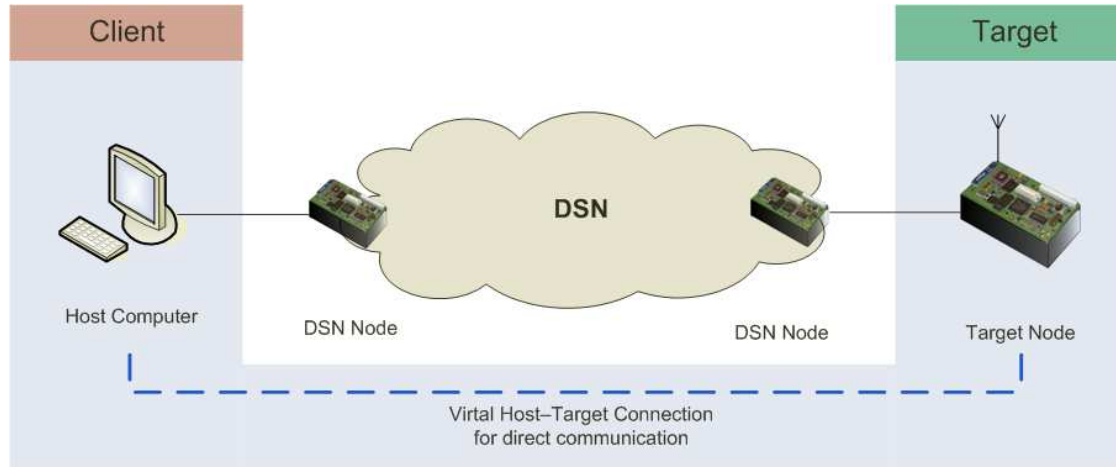 Client
Target
DSN
Host Computer
DSN Node
DSN Node
Target Node
Virtal Host–Target Connection
for direct communication